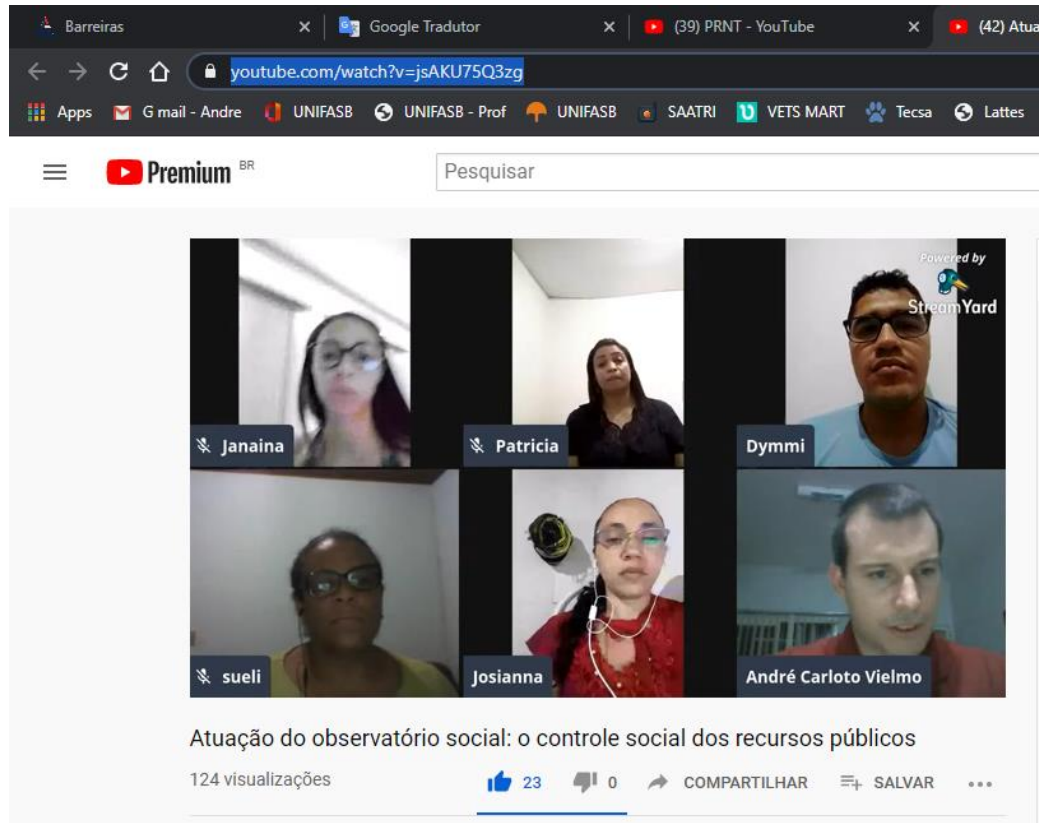 Barreiras
Google Tradutor
(39) PRNT - YouTube
(42) Atua
youtube.com/watch?v=jsAKU75Q3zg
Apps
G mail - Andre
UNIFASB
UNIFASB - Prof
UNIFASB
SAATRI
VETS MART
Tecsa
Lattes
Premium BR
Pesquisar
Powered by
StreamYard
Janaina
Patricia
Dymmi
sueli
Josianna
André Carloto Vielmo
Atuação do observatório social: o controle social dos recursos públicos
124 visualizações
23
0
COMPARTILHAR
SALVAR